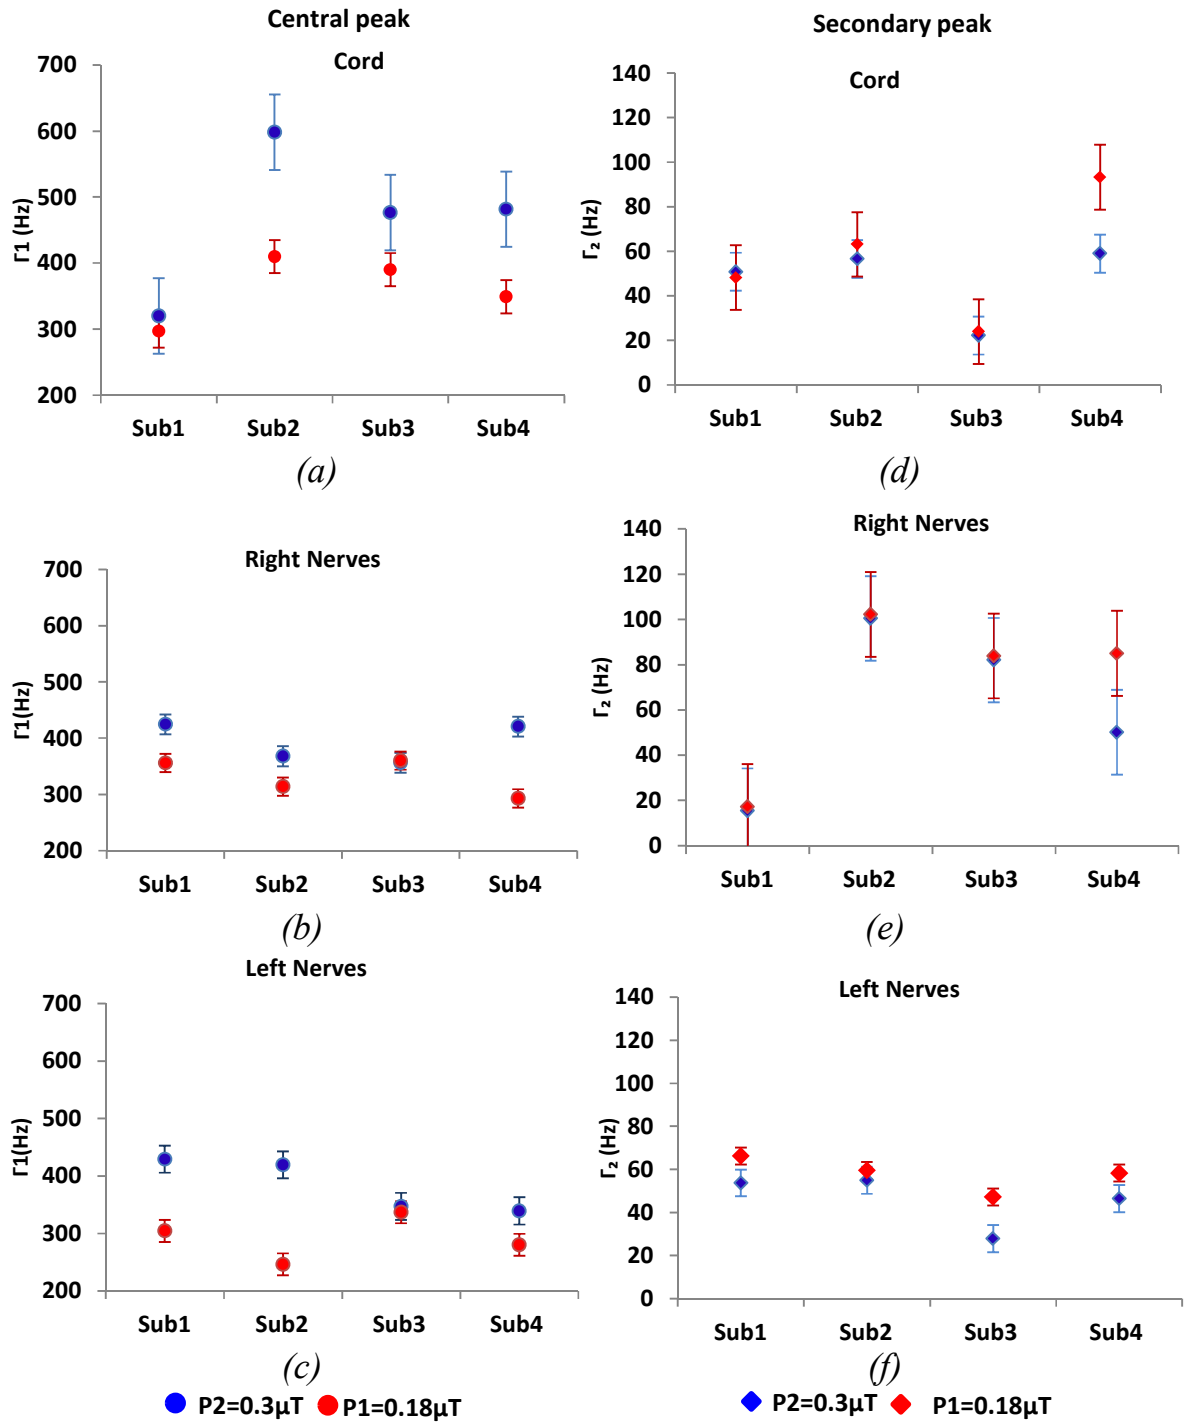 Central peak
Cord
Γ1 (Hz)
700
600
500
400
300
200
Sub1 Sub2 Sub3 Sub4
(a)
Right Nerves
Γ1(Hz)
700
600
500
400
300
200
Sub1 Sub2 Sub3 Sub4
(b)
Left Nerves
Γ1(Hz)
700
600
500
400
300
200
Sub1 Sub2 Sub3 Sub4
(c)
P2=0.3μT P1=0.18μT
Secondary peak
Cord
Γ₂ (Hz)
140
120
100
80
60
40
20
0
Sub1 Sub2 Sub3 Sub4
(d)
Right Nerves
Γ₂ (Hz)
140
120
100
80
60
40
20
0
Sub1 Sub2 Sub3 Sub4
(e)
Left Nerves
Γ₂ (Hz)
140
120
100
80
60
40
20
0
Sub1 Sub2 Sub3 Sub4
(f)
P2=0.3μT P1=0.18μT